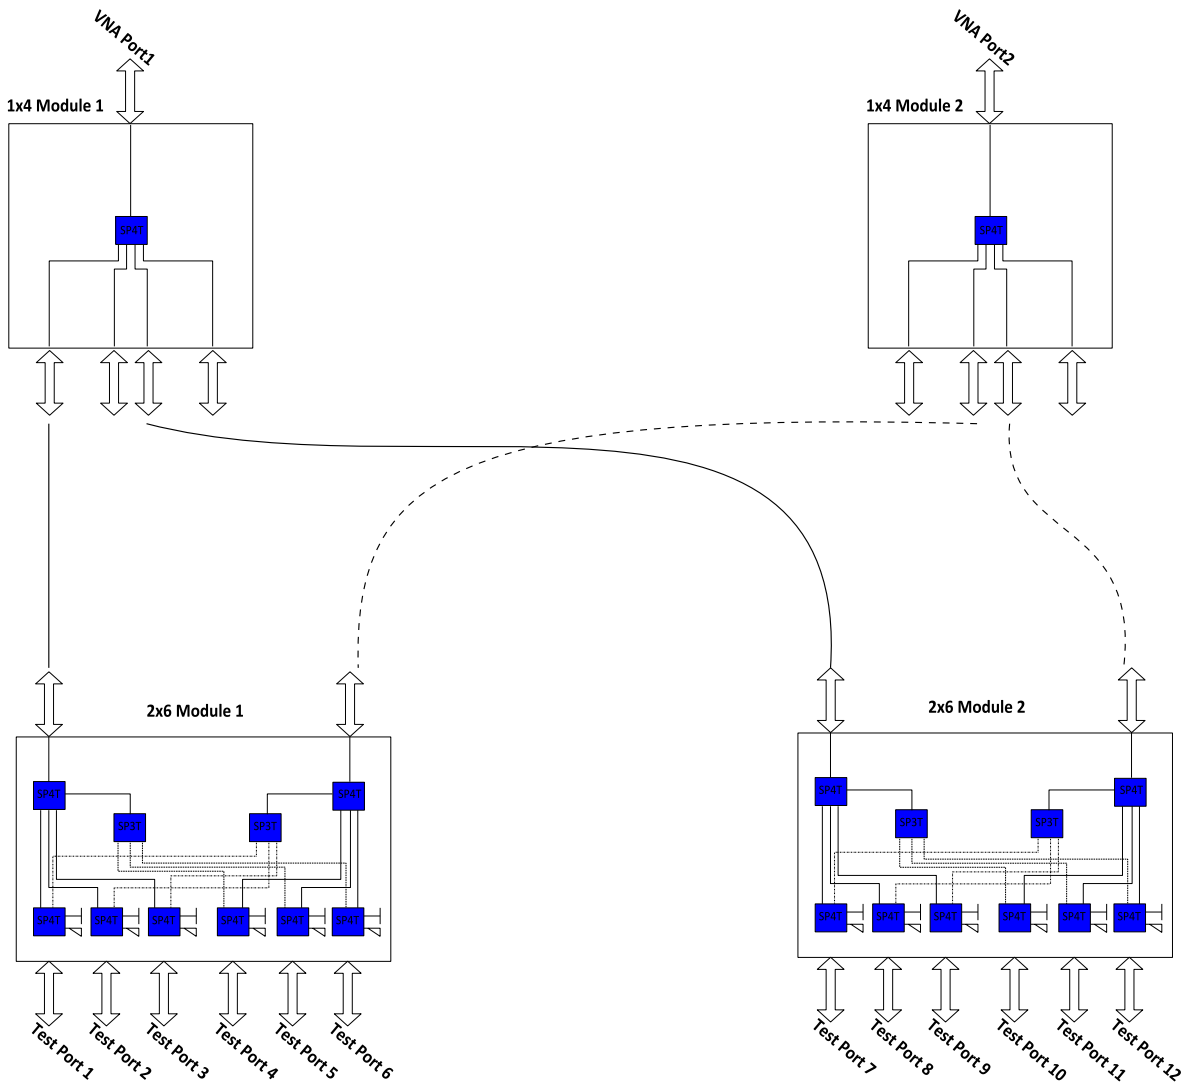 VNA Port1
VNA Port2
1x4 Module 1
1x4 Module 2
SP4T
SP4T
2x6 Module 1
2x6 Module 2
SP4T
SP4T
SP4T
SP4T
SP3T
SP3T
SP3T
SP3T
SP4T
SP4T
SP4T
SP4T
SP4T
SP4T
SP4T
SP4T
SP4T
SP4T
SP4T
SP4T
Test Port 1
Test Port 2
Test Port 3
Test Port 4
Test Port 5
Test Port 6
Test Port 7
Test Port 8
Test Port 9
Test Port 10
Test Port 11
Test Port 12